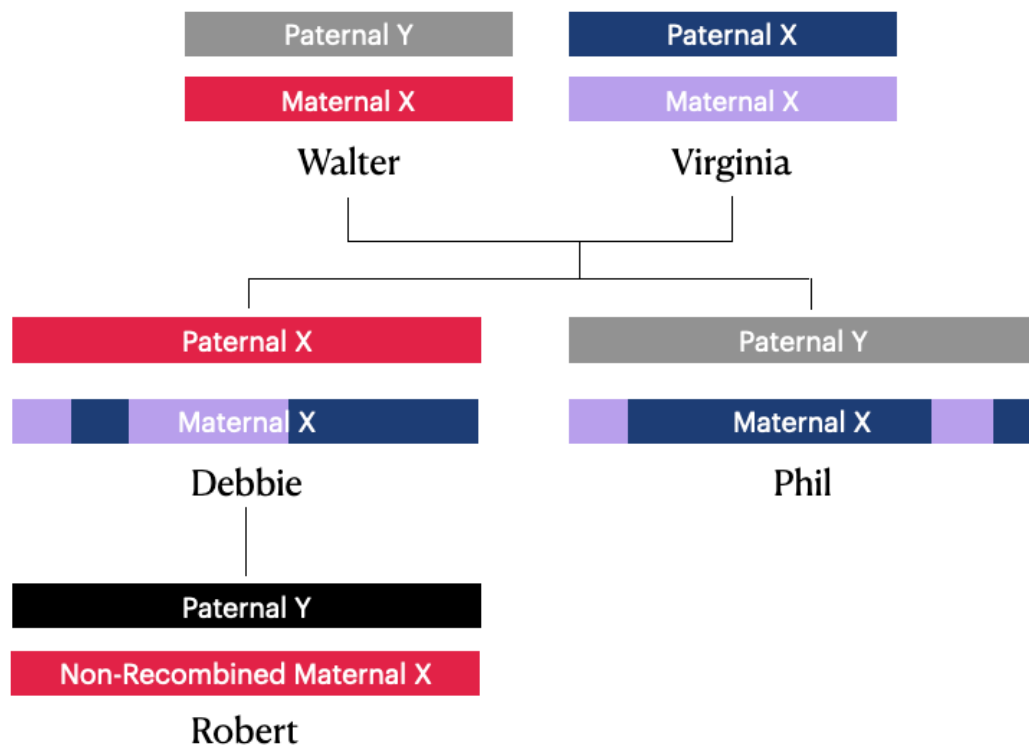 Paternal Y
Paternal X
Maternal X
Maternal X
Walter
Virginia
Paternal X
Paternal Y
Maternal X
Maternal X
Debbie
Phil
Paternal Y
Non-Recombined Maternal X
Robert